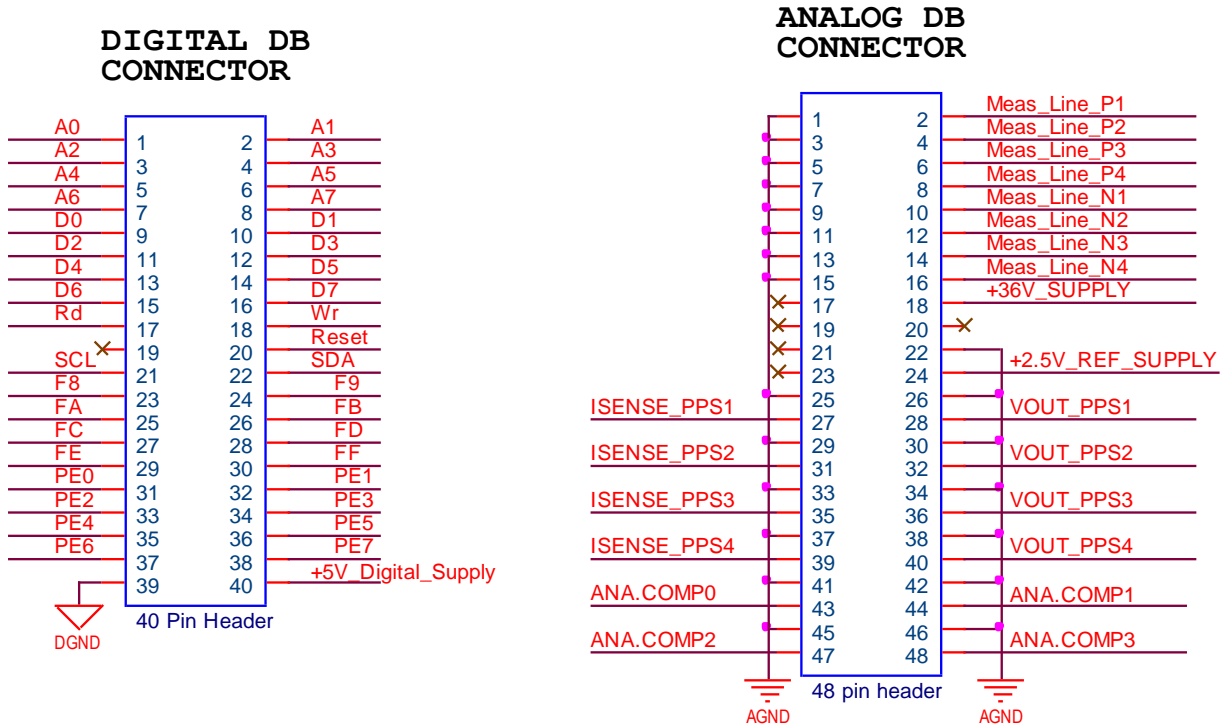 DIGITAL DB
CONNECTOR
A0 1 2 A1
A2 3 4 A3
A4 5 6 A5
A6 7 8 A7
D0 9 10 D1
D2 11 12 D3
D4 13 14 D5
D6 15 16 D7
Rd 17 18 Wr
19 20 Reset
SCL 21 22 SDA
F8 23 24 F9
FA 25 26 FB
FC 27 28 FD
FE 29 30 FF
PE0 31 32 PE1
PE2 33 34 PE3
PE4 35 36 PE5
PE6 37 38 PE7
39 40 +5V_Digital_Supply
40 Pin Header
DGND
ANALOG DB
CONNECTOR
1 2 Meas_Line_P1
3 4 Meas_Line_P2
5 6 Meas_Line_P3
7 8 Meas_Line_P4
9 10 Meas_Line_N1
11 12 Meas_Line_N2
13 14 Meas_Line_N3
15 16 Meas_Line_N4
17 18 +36V_SUPPLY
19 20
21 22
23 24 +2.5V_REF_SUPPLY
25 26
ISENSE_PPS1 27 28 VOUT_PPS1
29 30
ISENSE_PPS2 31 32 VOUT_PPS2
33 34
ISENSE_PPS3 35 36 VOUT_PPS3
37 38
ISENSE_PPS4 39 40 VOUT_PPS4
41 42
ANA.COMP0 43 44 ANA.COMP1
45 46
ANA.COMP2 47 48 ANA.COMP3
48 pin header
AGND AGND